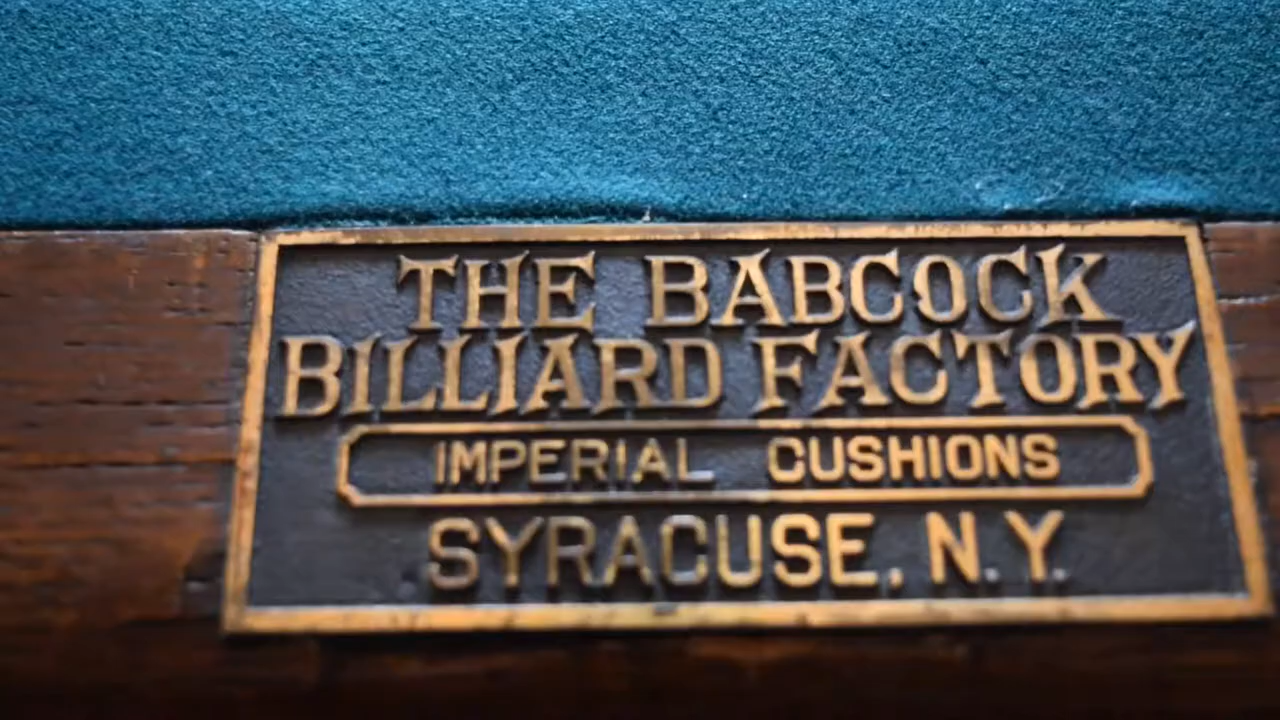 THE BABCOCK
BILLIARD FACTORY
IMPERIAL CUSHIONS
SYRACUSE, N.Y.